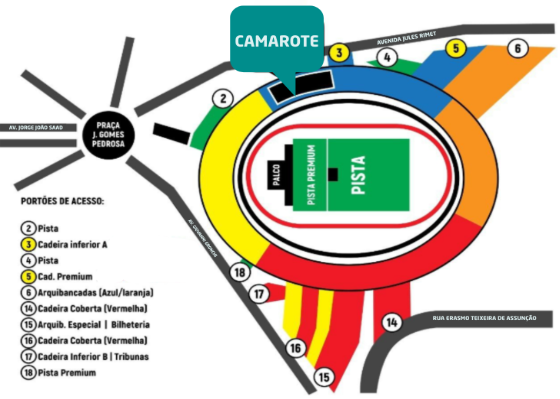 CAMAROTE
AVENIDA JULES RIMET
3
4
5
6
2
PRAÇA
J. GOMES
PEDROSA
AV. JORGE JOÃO SAAD
PALCO
PISTA PREMIUM
PISTA
PORTÕES DE ACESSO:
2 Pista
3 Cadeira inferior A
4 Pista
5 Cad. Premium
6 Arquibancadas (Azul/laranja)
14 Cadeira Coberta (Vermelha)
15 Arquib. Especial | Bilheteria
16 Cadeira Coberta (Vermelha)
17 Cadeira Inferior B | Tribunas
18 Pista Premium
18
17
16
15
14
RUA ERASMO TEIXEIRA DE ASSUNÇÃO